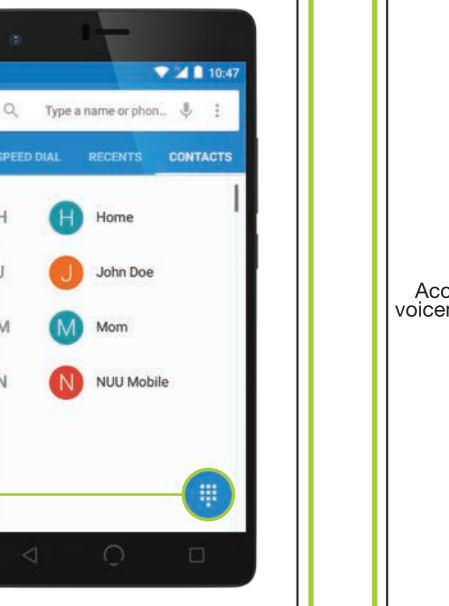 10:47
Type a name or phon...
SPEED DIAL RECENTS CONTACTS
H H Home
J J John Doe
M M Mom
N N NUU Mobile
Acc
voicer